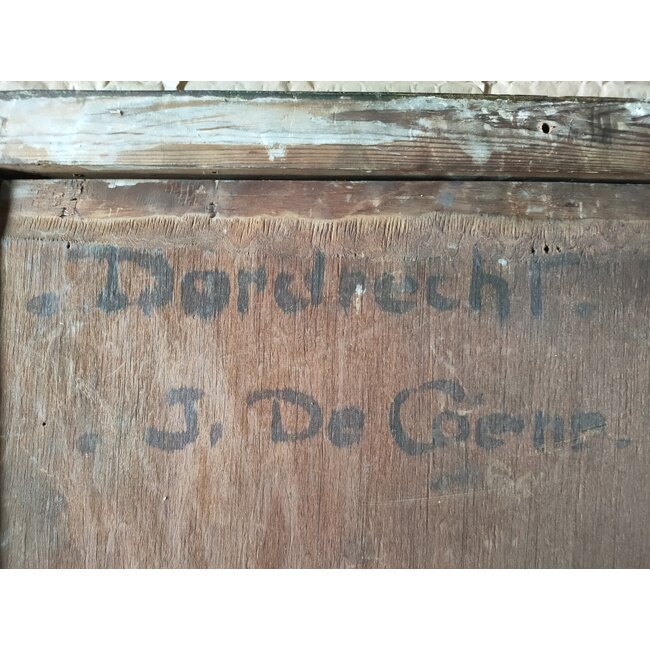 . Dordrecht.
. J. De Coene.